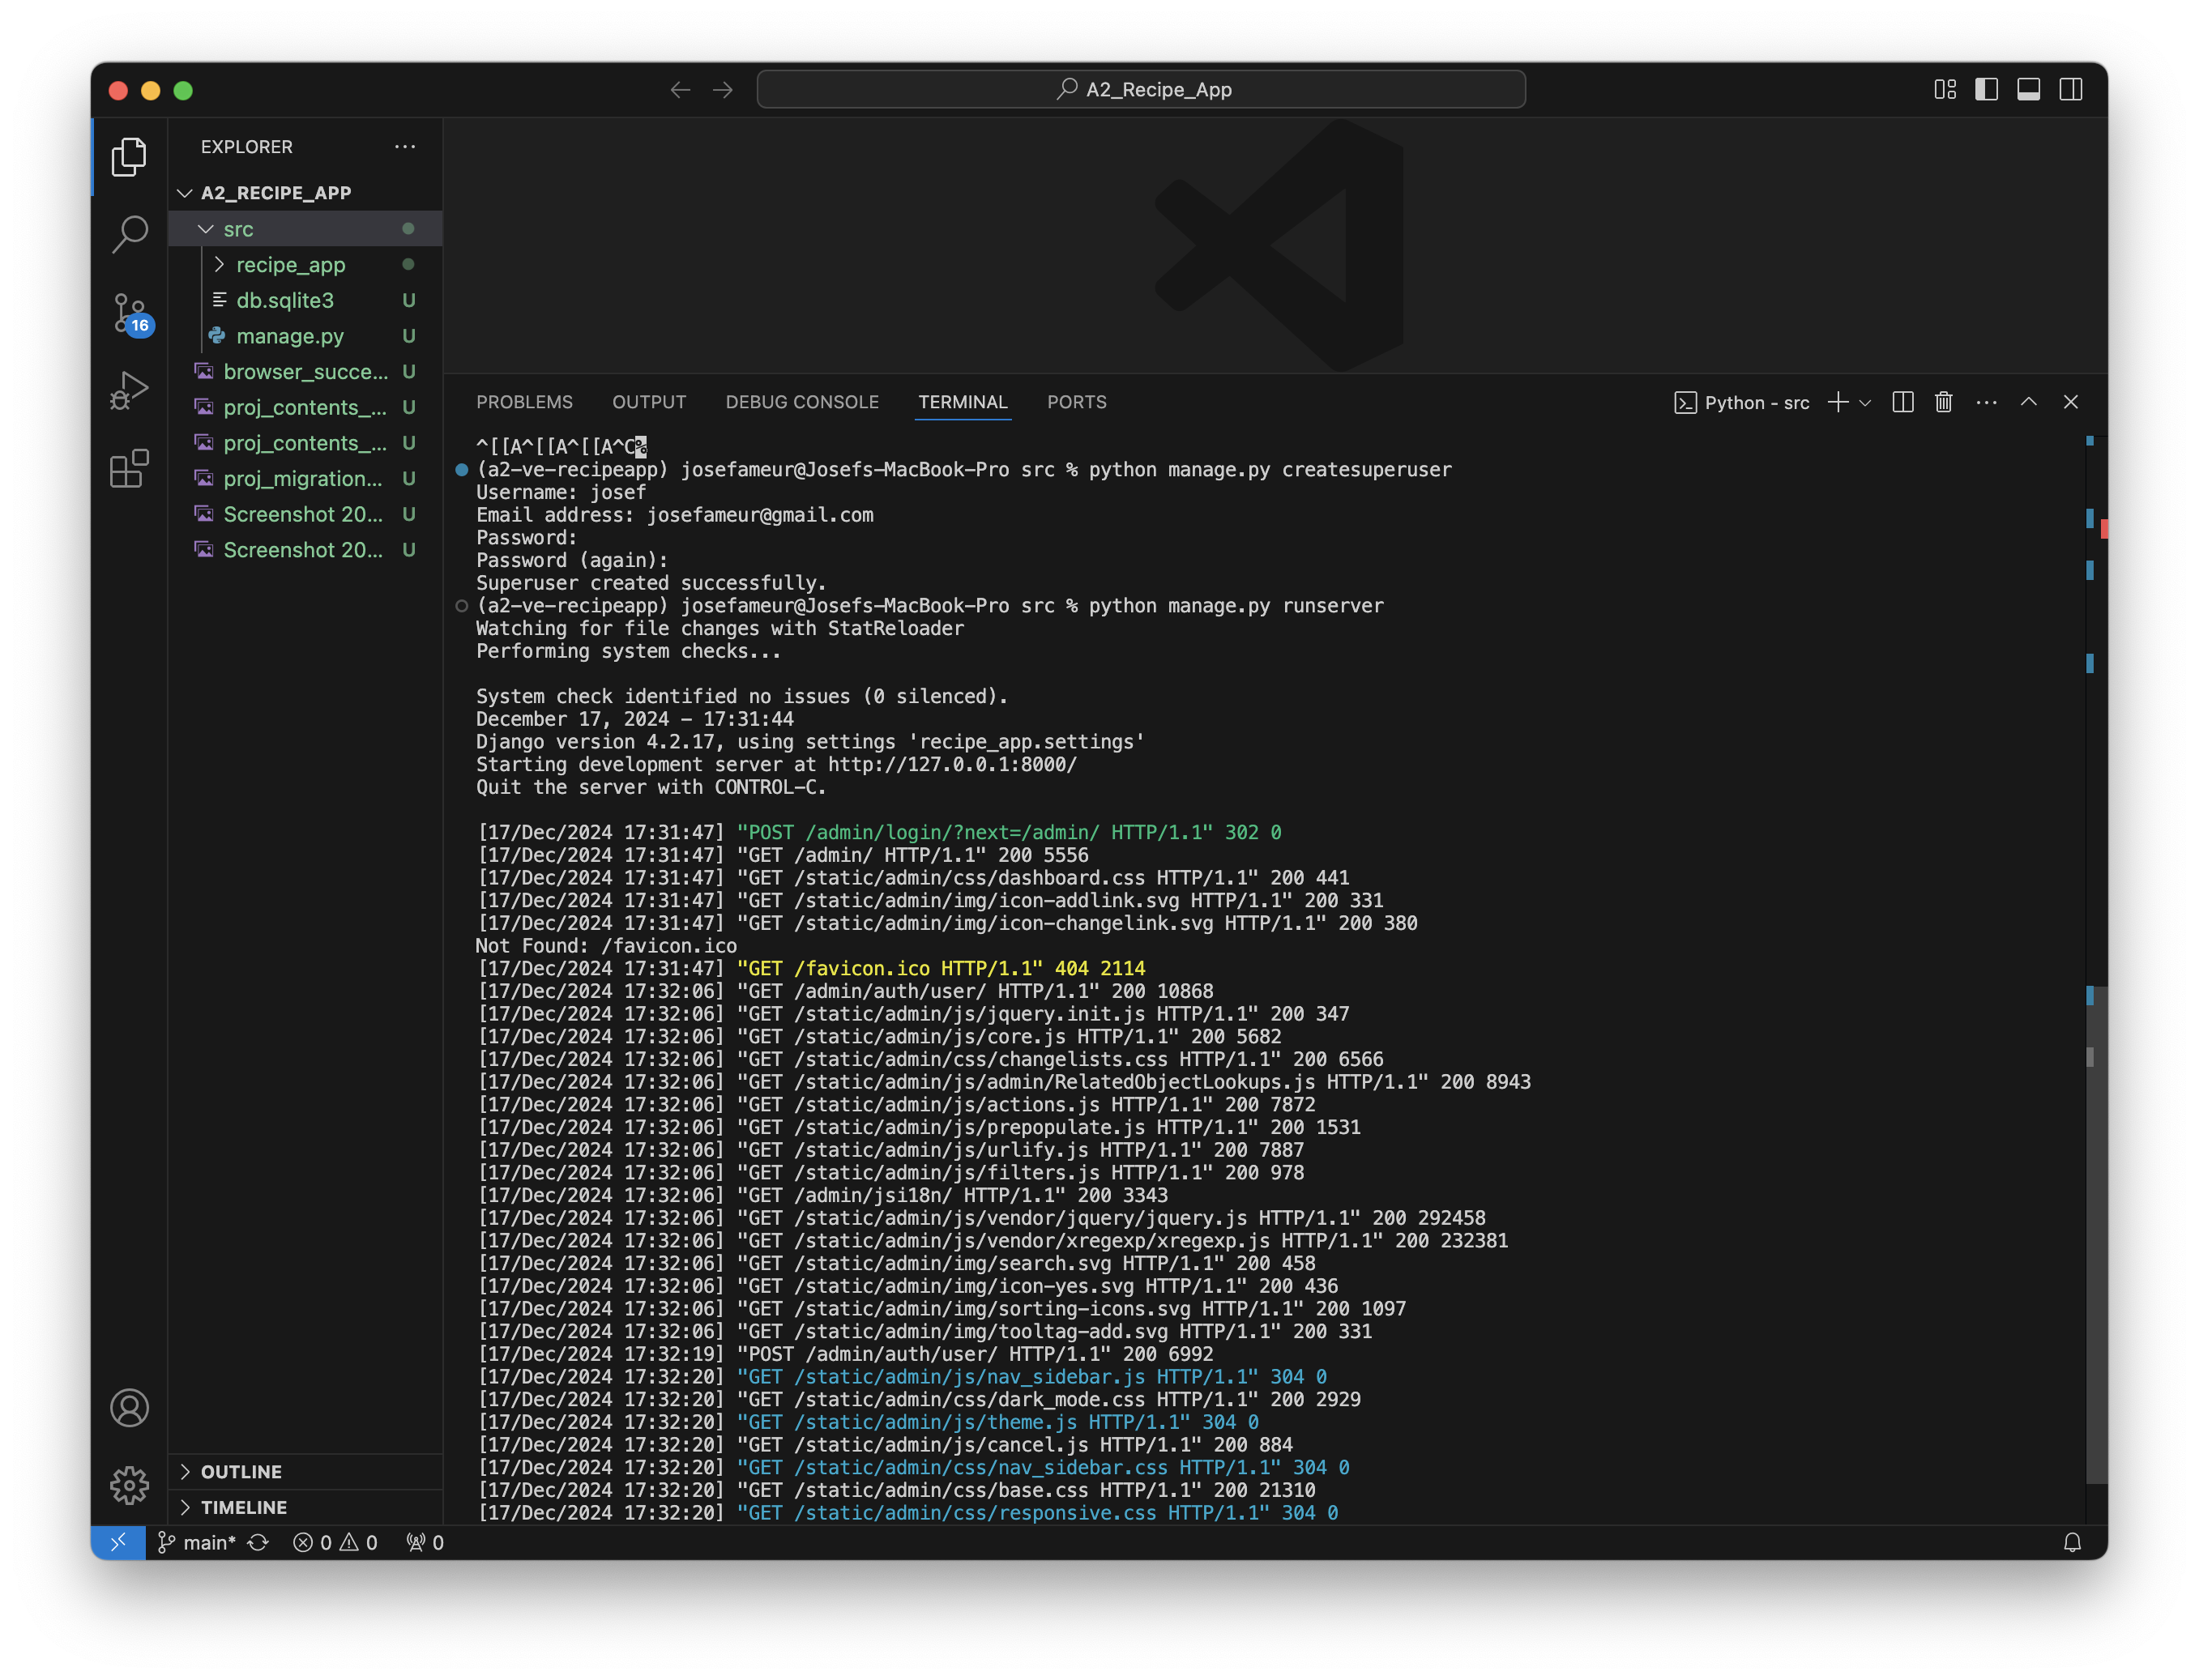 A2_Recipe_App
EXPLORER
A2_RECIPE_APP
src
recipe_app
db.sqlite3 U
manage.py U
browser_succe... U
proj_contents_... U
proj_contents_... U
proj_migration... U
Screenshot 20... U
Screenshot 20... U
16
OUTLINE
TIMELINE
PROBLEMS OUTPUT DEBUG CONSOLE TERMINAL PORTS
Python - src
^[[A^[[A^[[A^C%
(a2-ve-recipeapp) josefameur@Josefs-MacBook-Pro src % python manage.py createsuperuser
Username: josef
Email address: josefameur@gmail.com
Password:
Password (again):
Superuser created successfully.
(a2-ve-recipeapp) josefameur@Josefs-MacBook-Pro src % python manage.py runserver
Watching for file changes with StatReloader
Performing system checks...
System check identified no issues (0 silenced).
December 17, 2024 - 17:31:44
Django version 4.2.17, using settings 'recipe_app.settings'
Starting development server at http://127.0.0.1:8000/
Quit the server with CONTROL-C.
[17/Dec/2024 17:31:47] "POST /admin/login/?next=/admin/ HTTP/1.1" 302 0
[17/Dec/2024 17:31:47] "GET /admin/ HTTP/1.1" 200 5556
[17/Dec/2024 17:31:47] "GET /static/admin/css/dashboard.css HTTP/1.1" 200 441
[17/Dec/2024 17:31:47] "GET /static/admin/img/icon-addlink.svg HTTP/1.1" 200 331
[17/Dec/2024 17:31:47] "GET /static/admin/img/icon-changelink.svg HTTP/1.1" 200 380
Not Found: /favicon.ico
[17/Dec/2024 17:31:47] "GET /favicon.ico HTTP/1.1" 404 2114
[17/Dec/2024 17:32:06] "GET /admin/auth/user/ HTTP/1.1" 200 10868
[17/Dec/2024 17:32:06] "GET /static/admin/js/jquery.init.js HTTP/1.1" 200 347
[17/Dec/2024 17:32:06] "GET /static/admin/js/core.js HTTP/1.1" 200 5682
[17/Dec/2024 17:32:06] "GET /static/admin/css/changelists.css HTTP/1.1" 200 6566
[17/Dec/2024 17:32:06] "GET /static/admin/js/admin/RelatedObjectLookups.js HTTP/1.1" 200 8943
[17/Dec/2024 17:32:06] "GET /static/admin/js/actions.js HTTP/1.1" 200 7872
[17/Dec/2024 17:32:06] "GET /static/admin/js/prepopulate.js HTTP/1.1" 200 1531
[17/Dec/2024 17:32:06] "GET /static/admin/js/urlify.js HTTP/1.1" 200 7887
[17/Dec/2024 17:32:06] "GET /static/admin/js/filters.js HTTP/1.1" 200 978
[17/Dec/2024 17:32:06] "GET /admin/jsi18n/ HTTP/1.1" 200 3343
[17/Dec/2024 17:32:06] "GET /static/admin/js/vendor/jquery/jquery.js HTTP/1.1" 200 292458
[17/Dec/2024 17:32:06] "GET /static/admin/js/vendor/xregexp/xregexp.js HTTP/1.1" 200 232381
[17/Dec/2024 17:32:06] "GET /static/admin/img/search.svg HTTP/1.1" 200 458
[17/Dec/2024 17:32:06] "GET /static/admin/img/icon-yes.svg HTTP/1.1" 200 436
[17/Dec/2024 17:32:06] "GET /static/admin/img/sorting-icons.svg HTTP/1.1" 200 1097
[17/Dec/2024 17:32:06] "GET /static/admin/img/tooltag-add.svg HTTP/1.1" 200 331
[17/Dec/2024 17:32:19] "POST /admin/auth/user/ HTTP/1.1" 200 6992
[17/Dec/2024 17:32:20] "GET /static/admin/js/nav_sidebar.js HTTP/1.1" 304 0
[17/Dec/2024 17:32:20] "GET /static/admin/css/dark_mode.css HTTP/1.1" 200 2929
[17/Dec/2024 17:32:20] "GET /static/admin/js/theme.js HTTP/1.1" 304 0
[17/Dec/2024 17:32:20] "GET /static/admin/js/cancel.js HTTP/1.1" 200 884
[17/Dec/2024 17:32:20] "GET /static/admin/css/nav_sidebar.css HTTP/1.1" 304 0
[17/Dec/2024 17:32:20] "GET /static/admin/css/base.css HTTP/1.1" 200 21310
[17/Dec/2024 17:32:20] "GET /static/admin/css/responsive.css HTTP/1.1" 304 0
main* 0 0 0